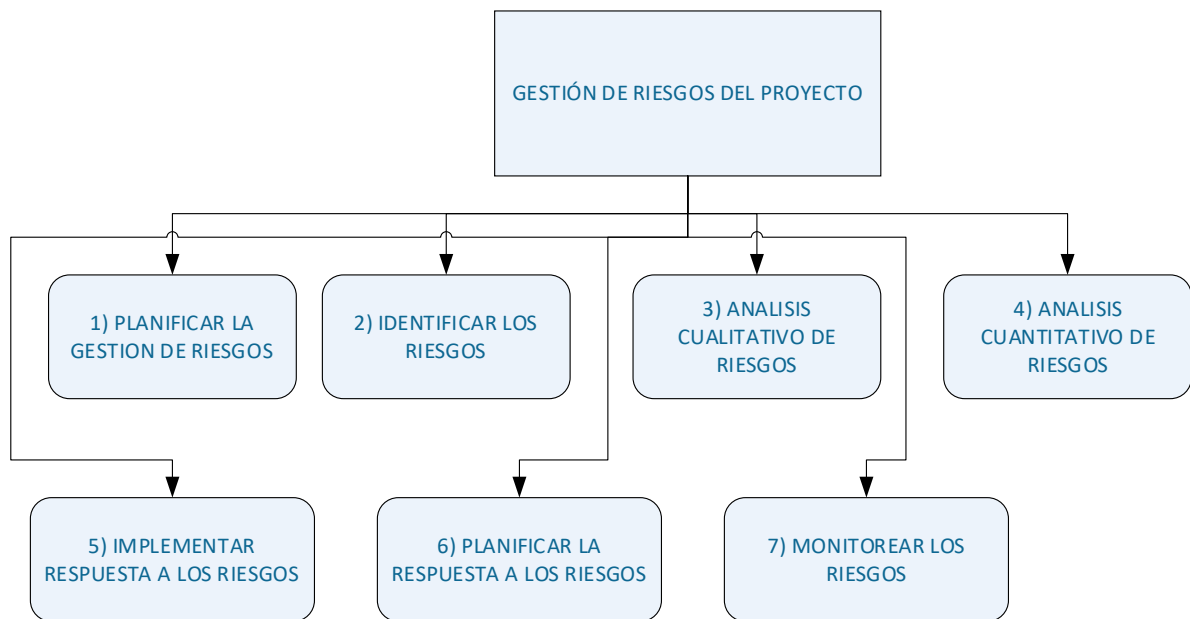 GESTIÓN DE RIESGOS DEL PROYECTO
1) PLANIFICAR LA
GESTION DE RIESGOS
2) IDENTIFICAR LOS
RIESGOS
3) ANALISIS
CUALITATIVO DE
RIESGOS
4) ANALISIS
CUANTITATIVO DE
RIESGOS
5) IMPLEMENTAR
RESPUESTA A LOS RIESGOS
6) PLANIFICAR LA
RESPUESTA A LOS RIESGOS
7) MONITOREAR LOS
RIESGOS